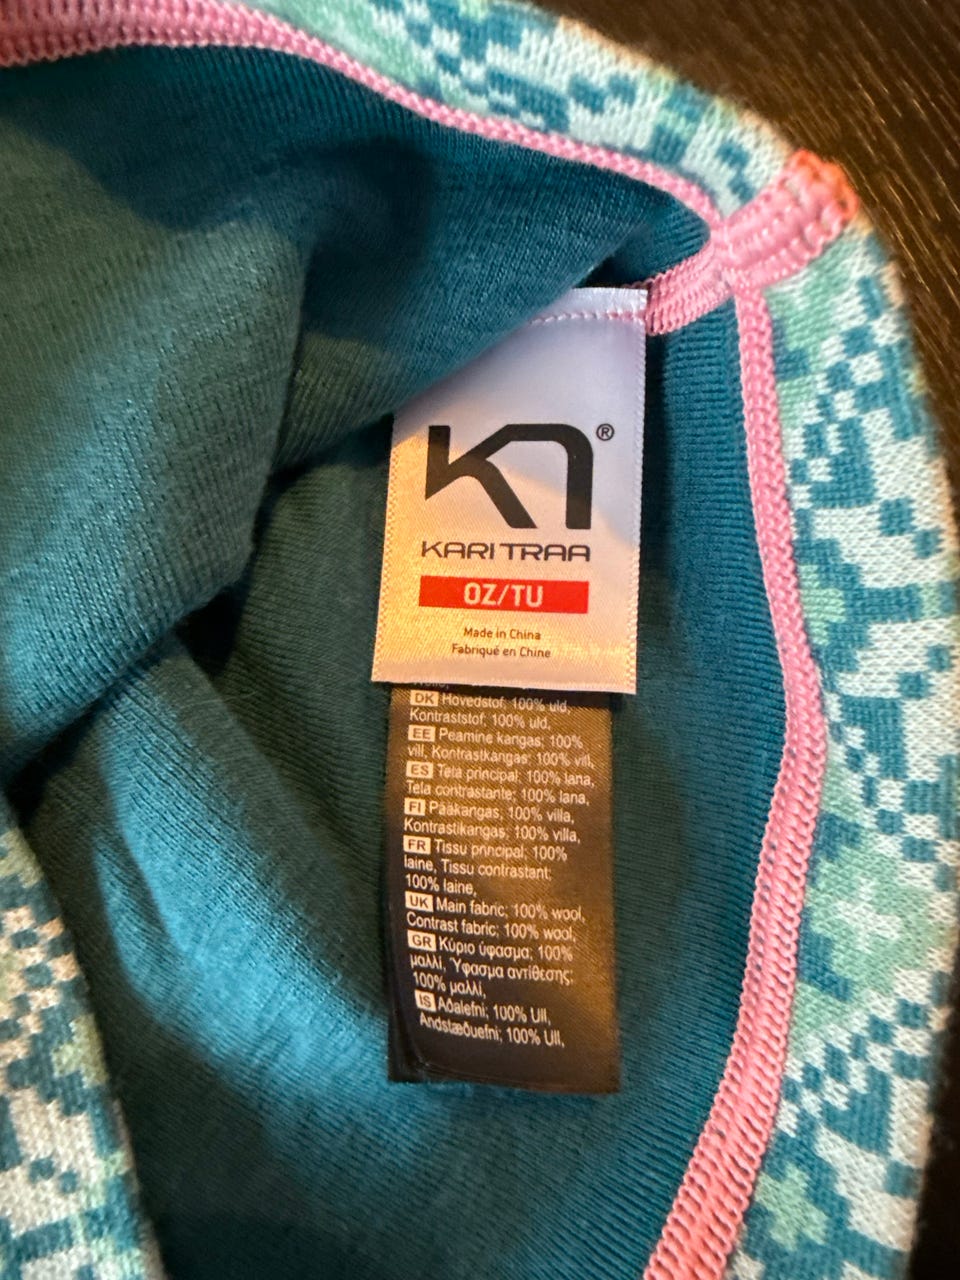 KN®
KARI TRAA
OZ/TU
Made in China
Fabriqué en Chine
DK Hovedstof; 100% uld,
Kontraststof; 100% uld,
EE Peamine kangas; 100%
vill, Kontrastkangas; 100% vill,
ES Tela principal; 100% lana,
Tela contrastante; 100% lana,
FI Pääkangas; 100% villa,
Kontrastikangas; 100% villa,
FR Tissu principal; 100%
laine, Tissu contrastant;
100% laine,
UK Main fabric; 100% wool,
Contrast fabric; 100% wool,
GR Κύριο ύφασμα; 100%
μαλλί, Ύφασμα αντίθεσης;
100% μαλλί,
IS Aðalefni; 100% Ull,
Andstæðuefni; 100% Ull,